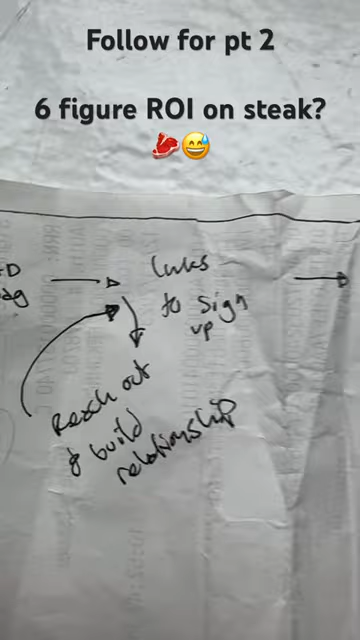 Follow for pt 2
6 figure ROI on steak?
🥩😅
links
to Sign
up
Reach out
& build
relationship